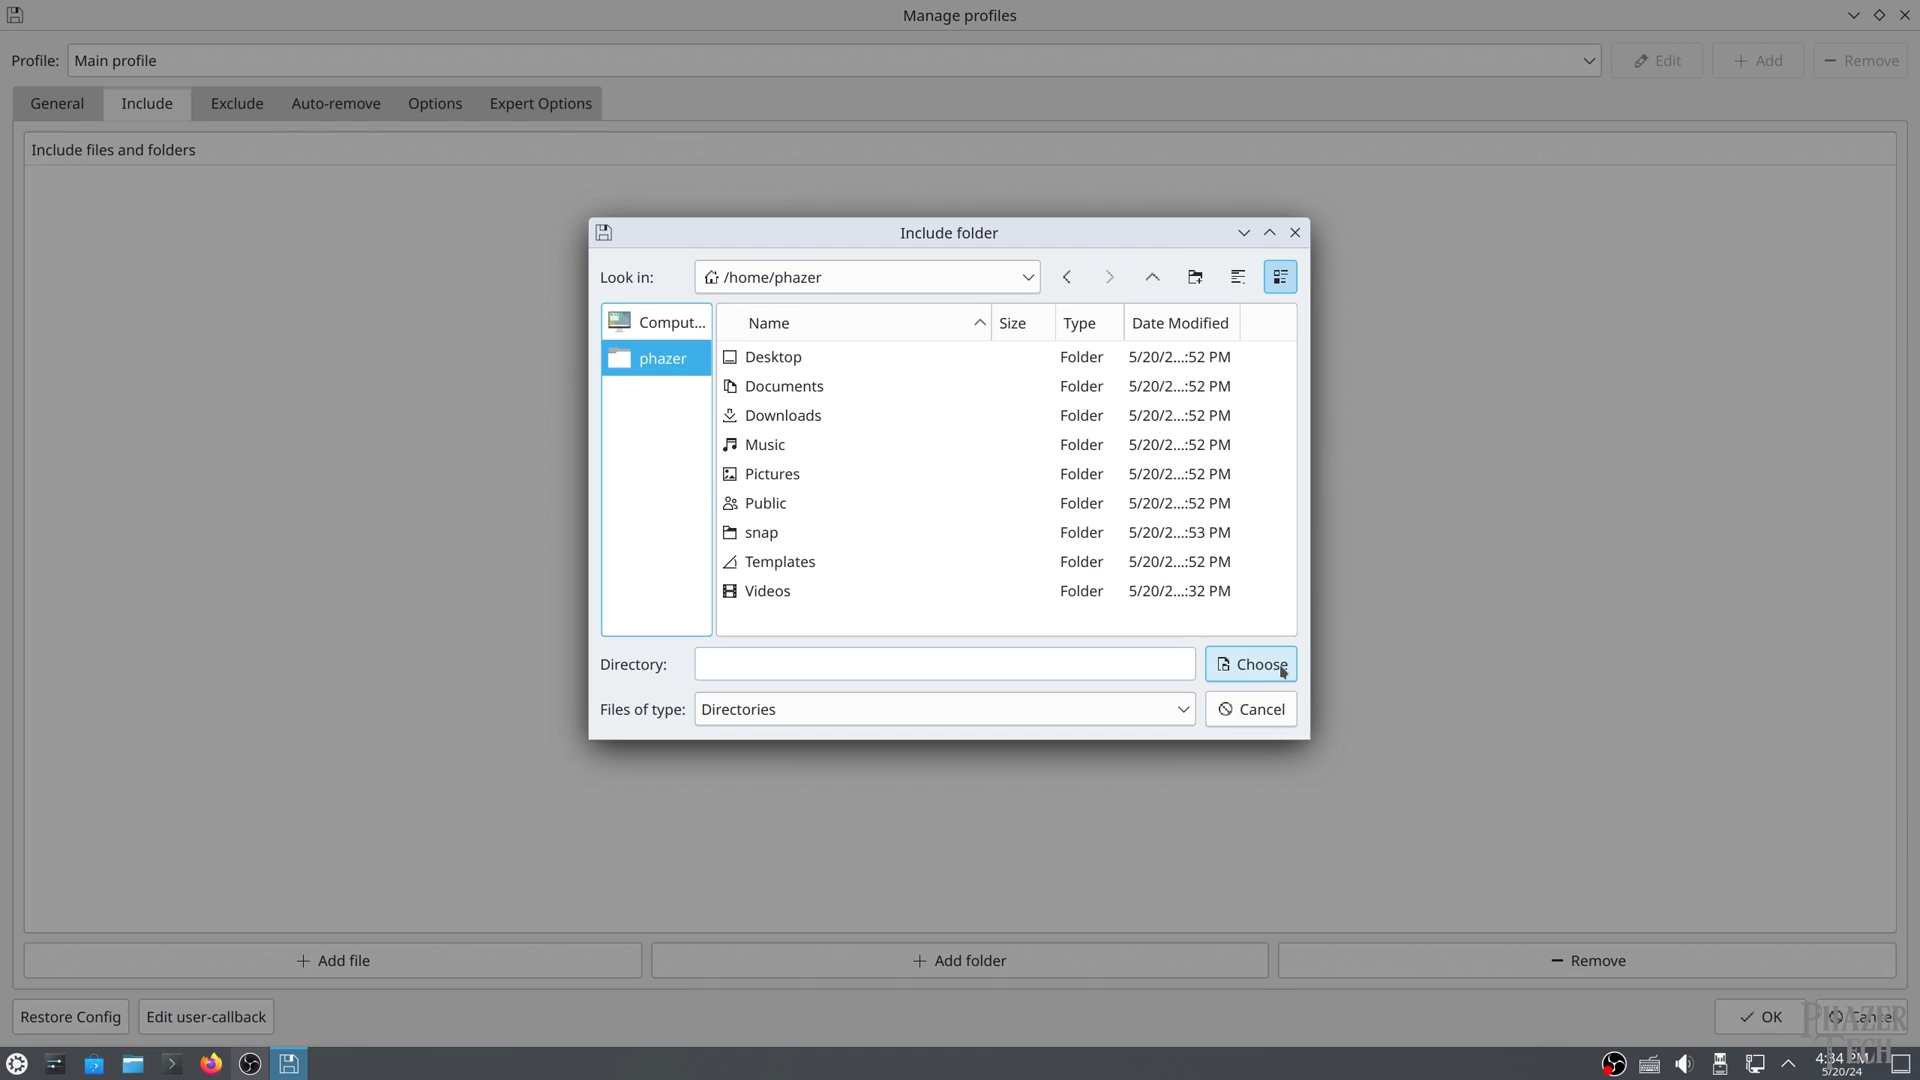 Manage profiles
Profile: Main profile Edit Add Remove
General Include Exclude Auto-remove Options Expert Options
Include files and folders
Include folder
Look in: /home/phazer
Comput...
phazer
Name Size Type Date Modified
Desktop Folder 5/20/2...:52 PM
Documents Folder 5/20/2...:52 PM
Downloads Folder 5/20/2...:52 PM
Music Folder 5/20/2...:52 PM
Pictures Folder 5/20/2...:52 PM
Public Folder 5/20/2...:52 PM
snap Folder 5/20/2...:53 PM
Templates Folder 5/20/2...:52 PM
Videos Folder 5/20/2...:32 PM
Directory: Choose
Files of type: Directories Cancel
Add file Add folder Remove
Restore Config Edit user-callback OK Cancel
PHAZER
TECH
4:34 PM
5/20/24